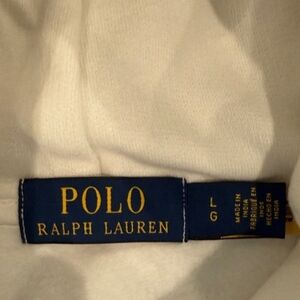 POLO
RALPH LAUREN
L
G
MADE IN
INDIA
FABRIQUÉ EN
INDE
HECHO EN
INDIA